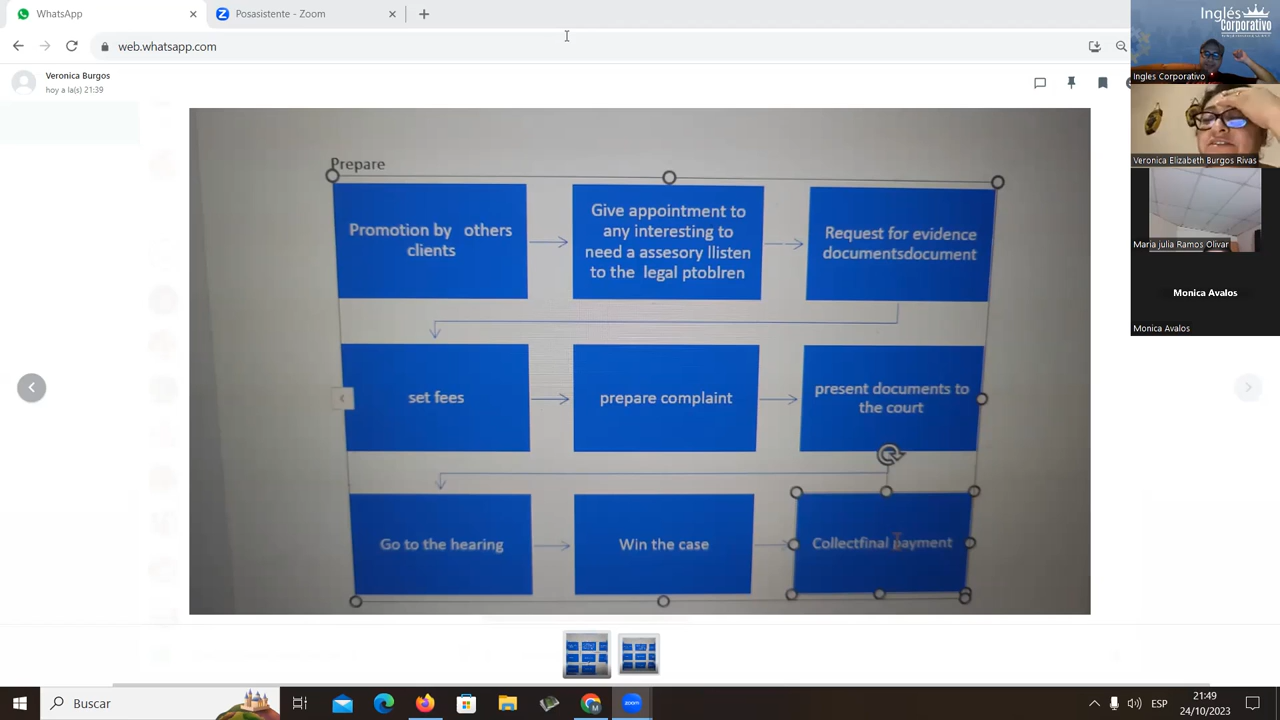 WhatsApp
Posasistente - Zoom
web.whatsapp.com
Veronica Burgos
hoy a la(s) 21:39
Inglés
Corporativo
Ingles Corporativo
Veronica Elizabeth Burgos Rivas
Maria julia Ramos Olivar
Monica Avalos
Monica Avalos
Prepare
Promotion by others
clients
Give appointment to
any interesting to
need a assesory llisten
to the legal ptoblren
Request for evidence
documentsdocument
set fees
prepare complaint
present documents to
the court
Go to the hearing
Win the case
Collectfinal payment
Buscar
zoom
ESP
21:49
24/10/2023